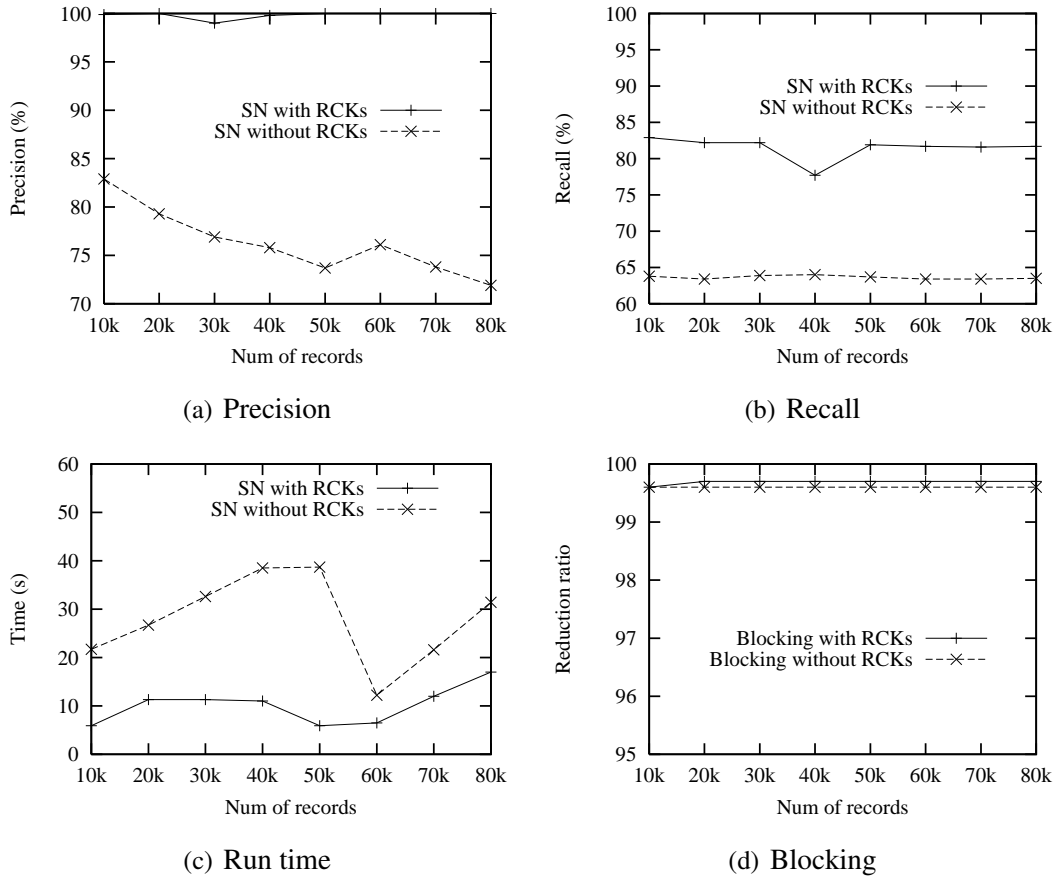 100
95
90
85
80
75
70
Precision (%)
SN with RCKs
SN without RCKs
10k 20k 30k 40k 50k 60k 70k 80k
Num of records
(a) Precision
100
95
90
85
80
75
70
65
60
Recall (%)
SN with RCKs
SN without RCKs
10k 20k 30k 40k 50k 60k 70k 80k
Num of records
(b) Recall
60
50
40
30
20
10
0
Time (s)
SN with RCKs
SN without RCKs
10k 20k 30k 40k 50k 60k 70k 80k
Num of records
(c) Run time
100
99
98
97
96
95
Reduction ratio
Blocking with RCKs
Blocking without RCKs
10k 20k 30k 40k 50k 60k 70k 80k
Num of records
(d) Blocking